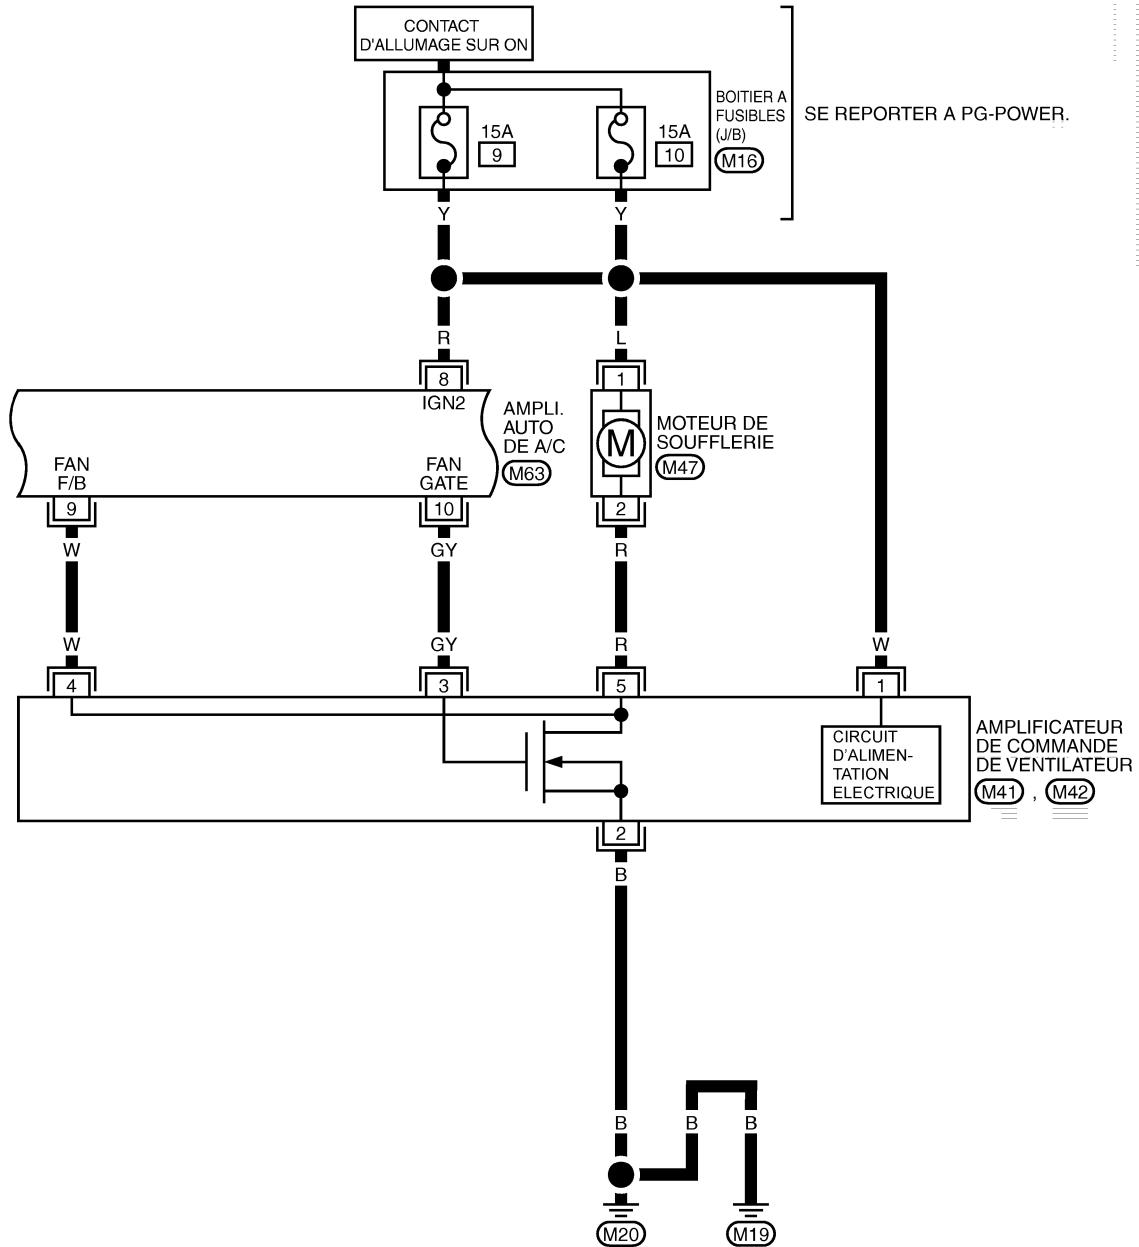 CONTACT
D'ALLUMAGE SUR ON
BOITIER A
FUSIBLES
(J/B)
M16
SE REPORTER A PG-POWER.
15A
9
15A
10
Y
Y
R
L
8
IGN2
1
AMPLI.
AUTO
DE A/C
M63
M
MOTEUR DE
SOUFFLERIE
M47
FAN
F/B
FAN
GATE
9
10
2
W
GY
R
W
GY
R
W
4
3
5
1
CIRCUIT
D'ALIMEN-
TATION
ELECTRIQUE
AMPLIFICATEUR
DE COMMANDE
DE VENTILATEUR
M41 , M42
2
B
B
B
B
M20
M19